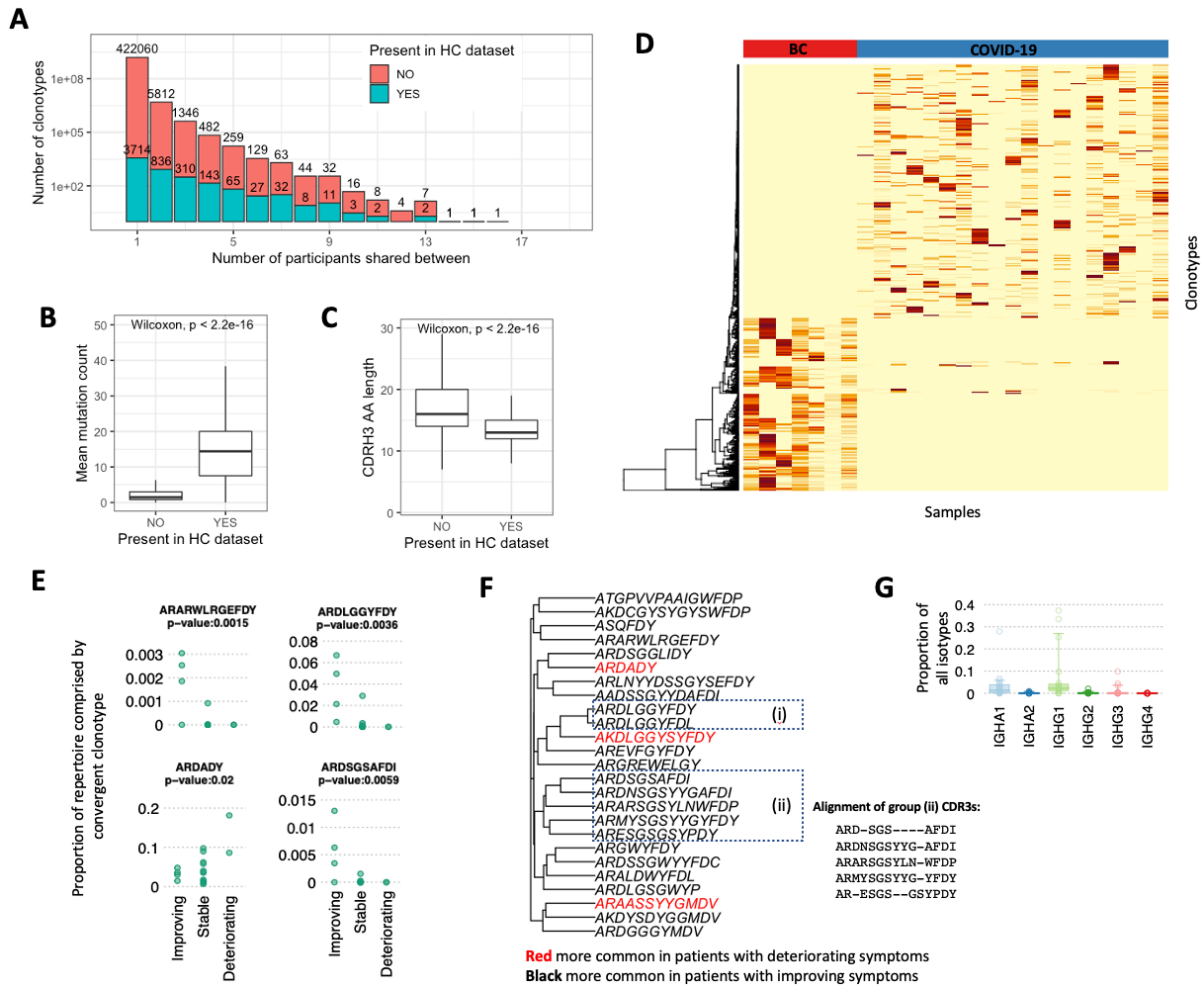 A
422060
5812
1346
482
259
129
63
44
32
16
8
4
7
1
1
1
3714
836
310
143
65
27
32
8
11
3
2
2
Present in HC dataset
NO
YES
1e+08
1e+05
1e+02
Number of clonotypes
1
5
9
13
17
Number of participants shared between
B
Wilcoxon, p < 2.2e-16
50
40
30
20
10
0
Mean mutation count
NO
YES
Present in HC dataset
C
Wilcoxon, p < 2.2e-16
30
20
10
0
CDRH3 AA length
NO
YES
Present in HC dataset
D
BC
COVID-19
Clonotypes
Samples
E
Proportion of repertoire comprised by
convergent clonotype
ARARWLRGEFDY
p-value:0.0015
0.003
0.002
0.001
0
ARDLGGYFDY
p-value:0.0036
0.08
0.06
0.04
0.02
0
ARDADY
p-value:0.02
0.2
0.1
0
ARDSGSAFDI
p-value:0.0059
0.015
0.01
0.005
0
Improving
Stable
Deteriorating
Improving
Stable
Deteriorating
F
ATGPVVPAAIGWFDP
AKDCGYSYGYSWFDP
ASQFDY
ARARWLRGEFDY
ARDSGGLIDY
ARDADY
ARLNYYDSSGYSEFDY
AADSSGYYDAFDI
ARDLGGYFDY
ARDLGGYFDL
(i)
AKDLGGYSYFDY
AREVFGYFDY
ARGREWELGY
ARDSGSAFDI
ARDNSGSYYGAFDI
ARARSGSYLNWFDP
(ii)
ARMYSGSYYGYFDY
ARESGSGSYPDY
ARGWYFDY
ARDSSGWYYFDC
ARALDWYFDL
ARDLGSGWYP
ARAASSYYGMDV
AKDYSDYGGMDV
ARDGGGYMDV
Red more common in patients with deteriorating symptoms
Black more common in patients with improving symptoms
Alignment of group (ii) CDR3s:
ARD-SGS----AFDI
ARDNSGSYYG-AFDI
ARARSGSYLN-WFDP
ARMYSGSYYG-YFDY
AR-ESGS--GSYPDY
G
Proportion of
all isotypes
0.4
0.3
0.2
0.1
0
IGHA1
IGHA2
IGHG1
IGHG2
IGHG3
IGHG4